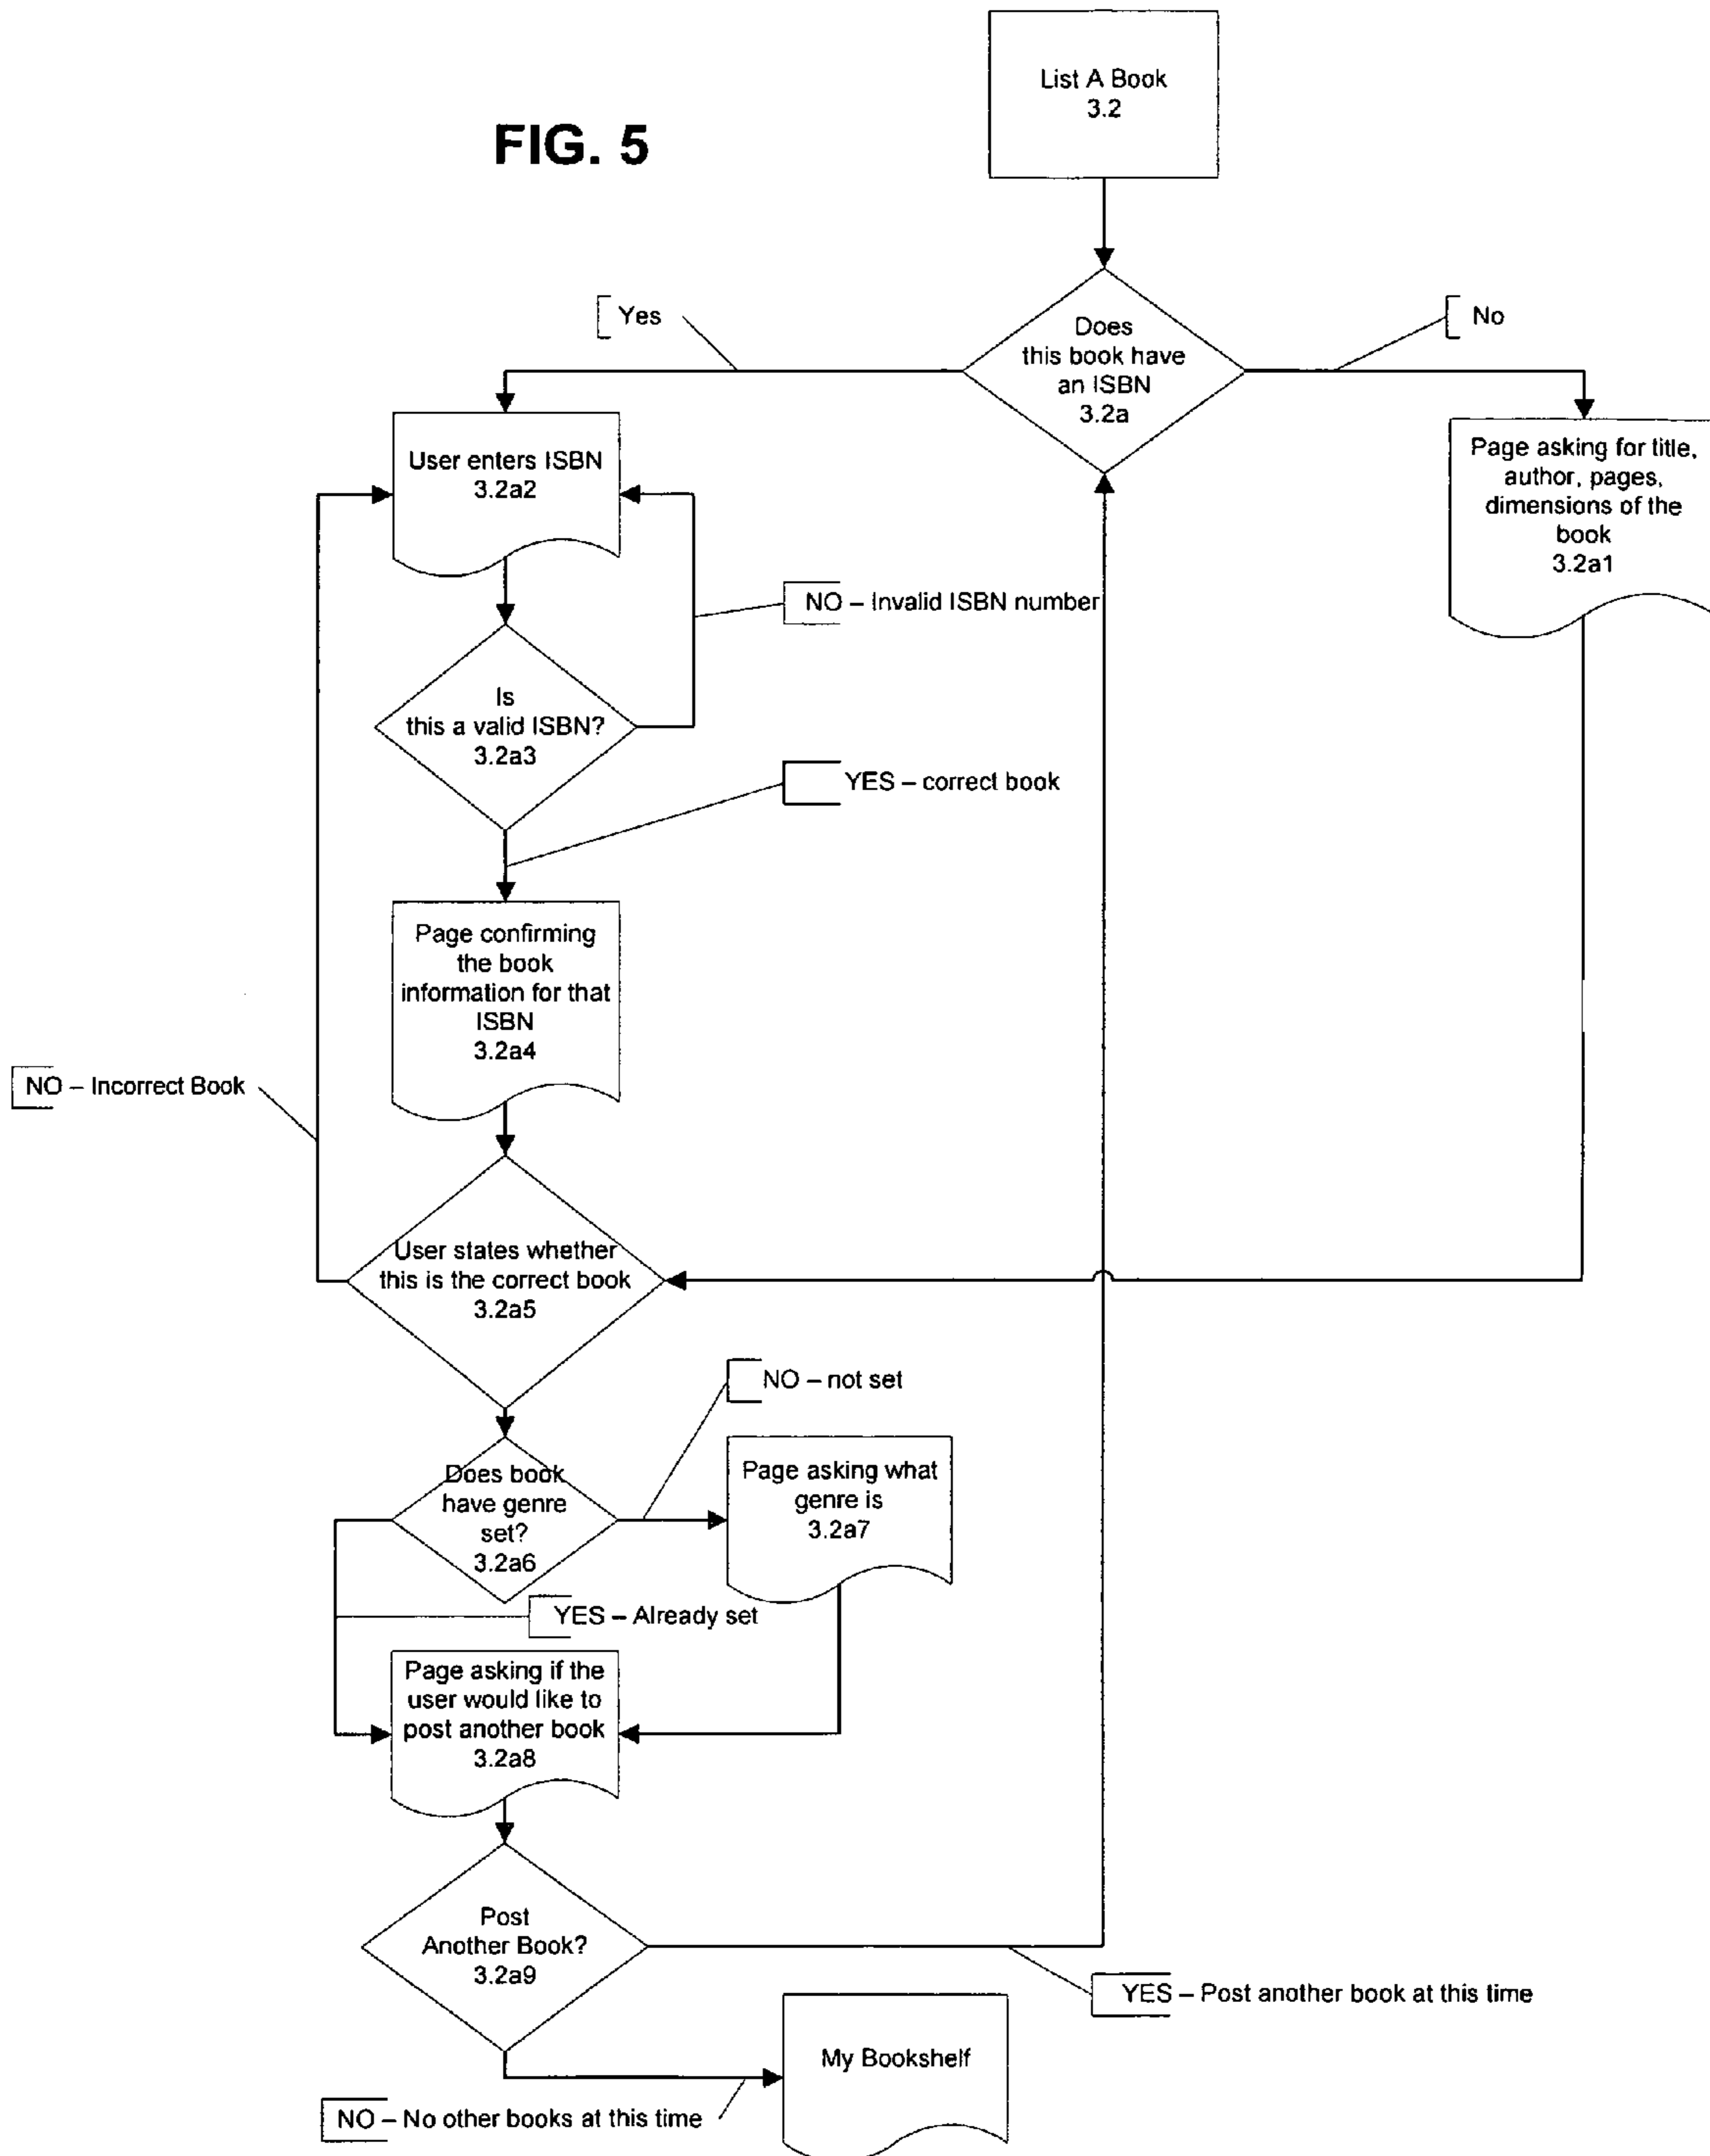 List A Book
3.2
FIG. 5
Yes
No
Does
this book have
an ISBN
3.2a
User enters ISBN
3.2a2
Page asking for title,
author, pages,
dimensions of the
book
3.2a1
NO – Invalid ISBN number
Is
this a valid ISBN?
3.2a3
YES – correct book
Page confirming
the book
information for that
ISBN
3.2a4
NO – Incorrect Book
User states whether
this is the correct book
3.2a5
NO – not set
Does book
have genre
set?
3.2a6
Page asking what
genre is
3.2a7
YES – Already set
Page asking if the
user would like to
post another book
3.2a8
Post
Another Book?
3.2a9
YES – Post another book at this time
My Bookshelf
NO – No other books at this time